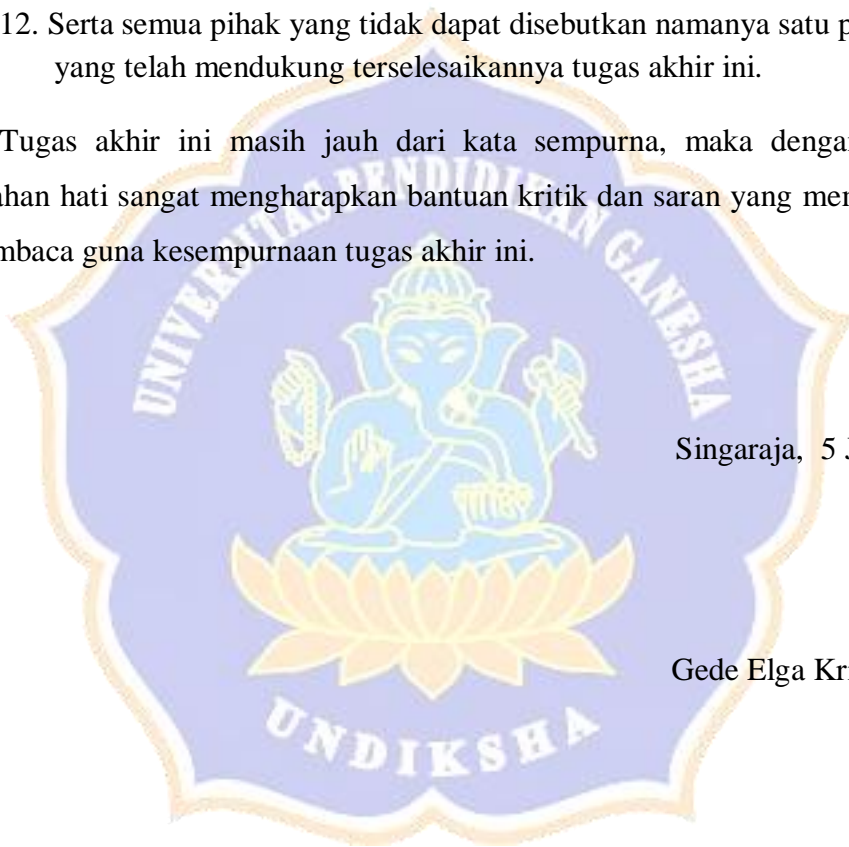 12. Serta semua pihak yang tidak dapat disebutkan namanya satu
yang telah mendukung terselesaikannya tugas akhir ini.
Tugas akhir ini masih jauh dari kata sempurna, maka
hati sangat mengharapkan bantuan kritik dan saran yang
guna kesempurnaan tugas akhir ini.
UNIVERSITAS PENDIDIKAN GANESHA
Singaraja, 5
Gede Elga
UNDIKSHA